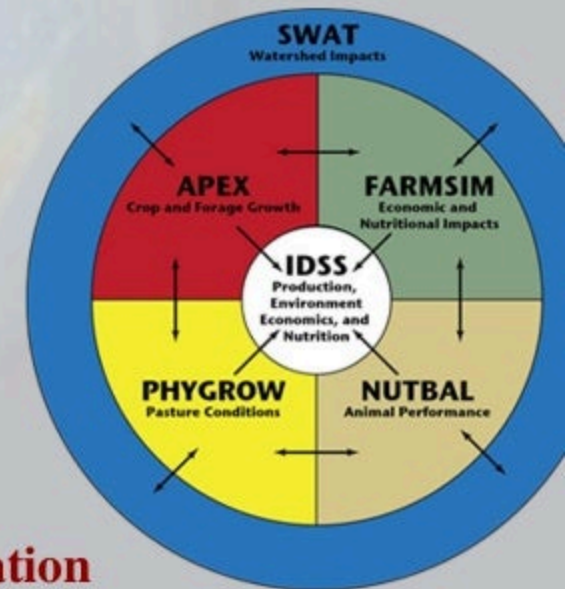 SWAT
Watershed Impacts
APEX
Crop and Forage Growth
FARMSIM
Economic and
Nutritional Impacts
IDSS
Production,
Environment
Economics, and
Nutrition
PHYGROW
Pasture Conditions
NUTBAL
Animal Performance